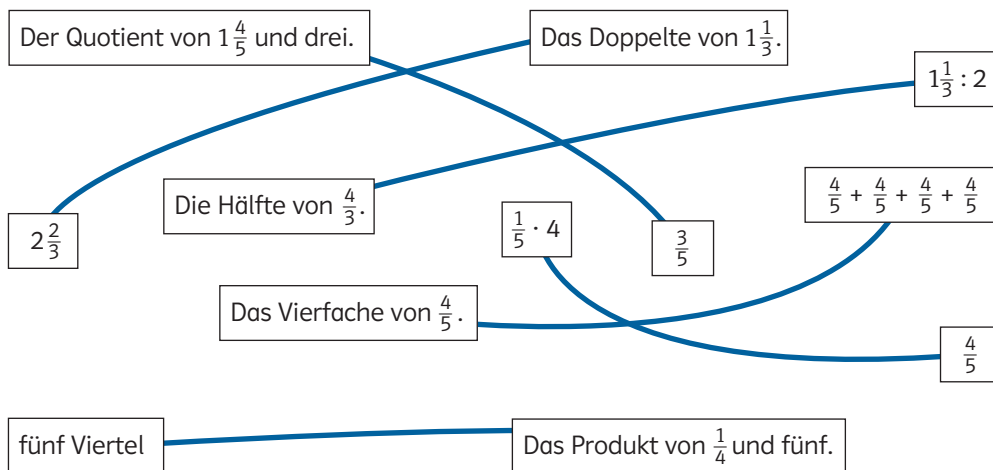 Der Quotient von 1 4/5 und drei.
Das Doppelte von 1 1/3.
1 1/3 : 2
Die Hälfte von 4/3.
4/5 + 4/5 + 4/5 + 4/5
2 2/3
1/5 · 4
3/5
Das Vierfache von 4/5.
4/5
fünf Viertel
Das Produkt von 1/4 und fünf.